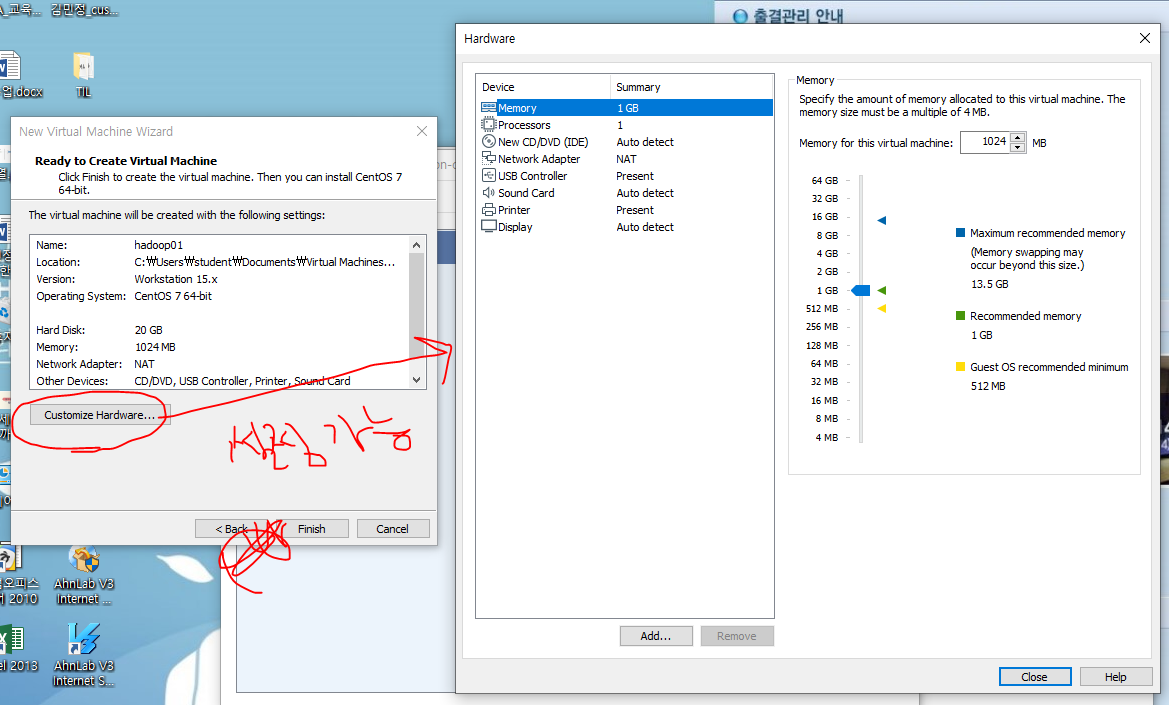 김민정_cus...
출결관리 안내
업.docx
TIL
New Virtual Machine Wizard
Ready to Create Virtual Machine
Click Finish to create the virtual machine. Then you can install CentOS 7
64-bit.
The virtual machine will be created with the following settings:
Name: hadoop01
Location: C:₩Users₩student₩Documents₩Virtual Machines...
Version: Workstation 15.x
Operating System: CentOS 7 64-bit
Hard Disk: 20 GB
Memory: 1024 MB
Network Adapter: NAT
Other Devices: CD/DVD, USB Controller, Printer, Sound Card
Customize Hardware...
가능
< Back
Finish
Cancel
2010
AhnLab V3
Internet ...
el 2013
AhnLab V3
Internet S...
Hardware
Device Summary
Memory 1 GB
Processors 1
New CD/DVD (IDE) Auto detect
Network Adapter NAT
USB Controller Present
Sound Card Auto detect
Printer Present
Display Auto detect
Add...
Remove
Memory
Specify the amount of memory allocated to this virtual machine. The
memory size must be a multiple of 4 MB.
Memory for this virtual machine: 1024 MB
64 GB
32 GB
16 GB
8 GB
4 GB
2 GB
1 GB
512 MB
256 MB
128 MB
64 MB
32 MB
16 MB
8 MB
4 MB
Maximum recommended memory
(Memory swapping may
occur beyond this size.)
13.5 GB
Recommended memory
1 GB
Guest OS recommended minimum
512 MB
Close
Help